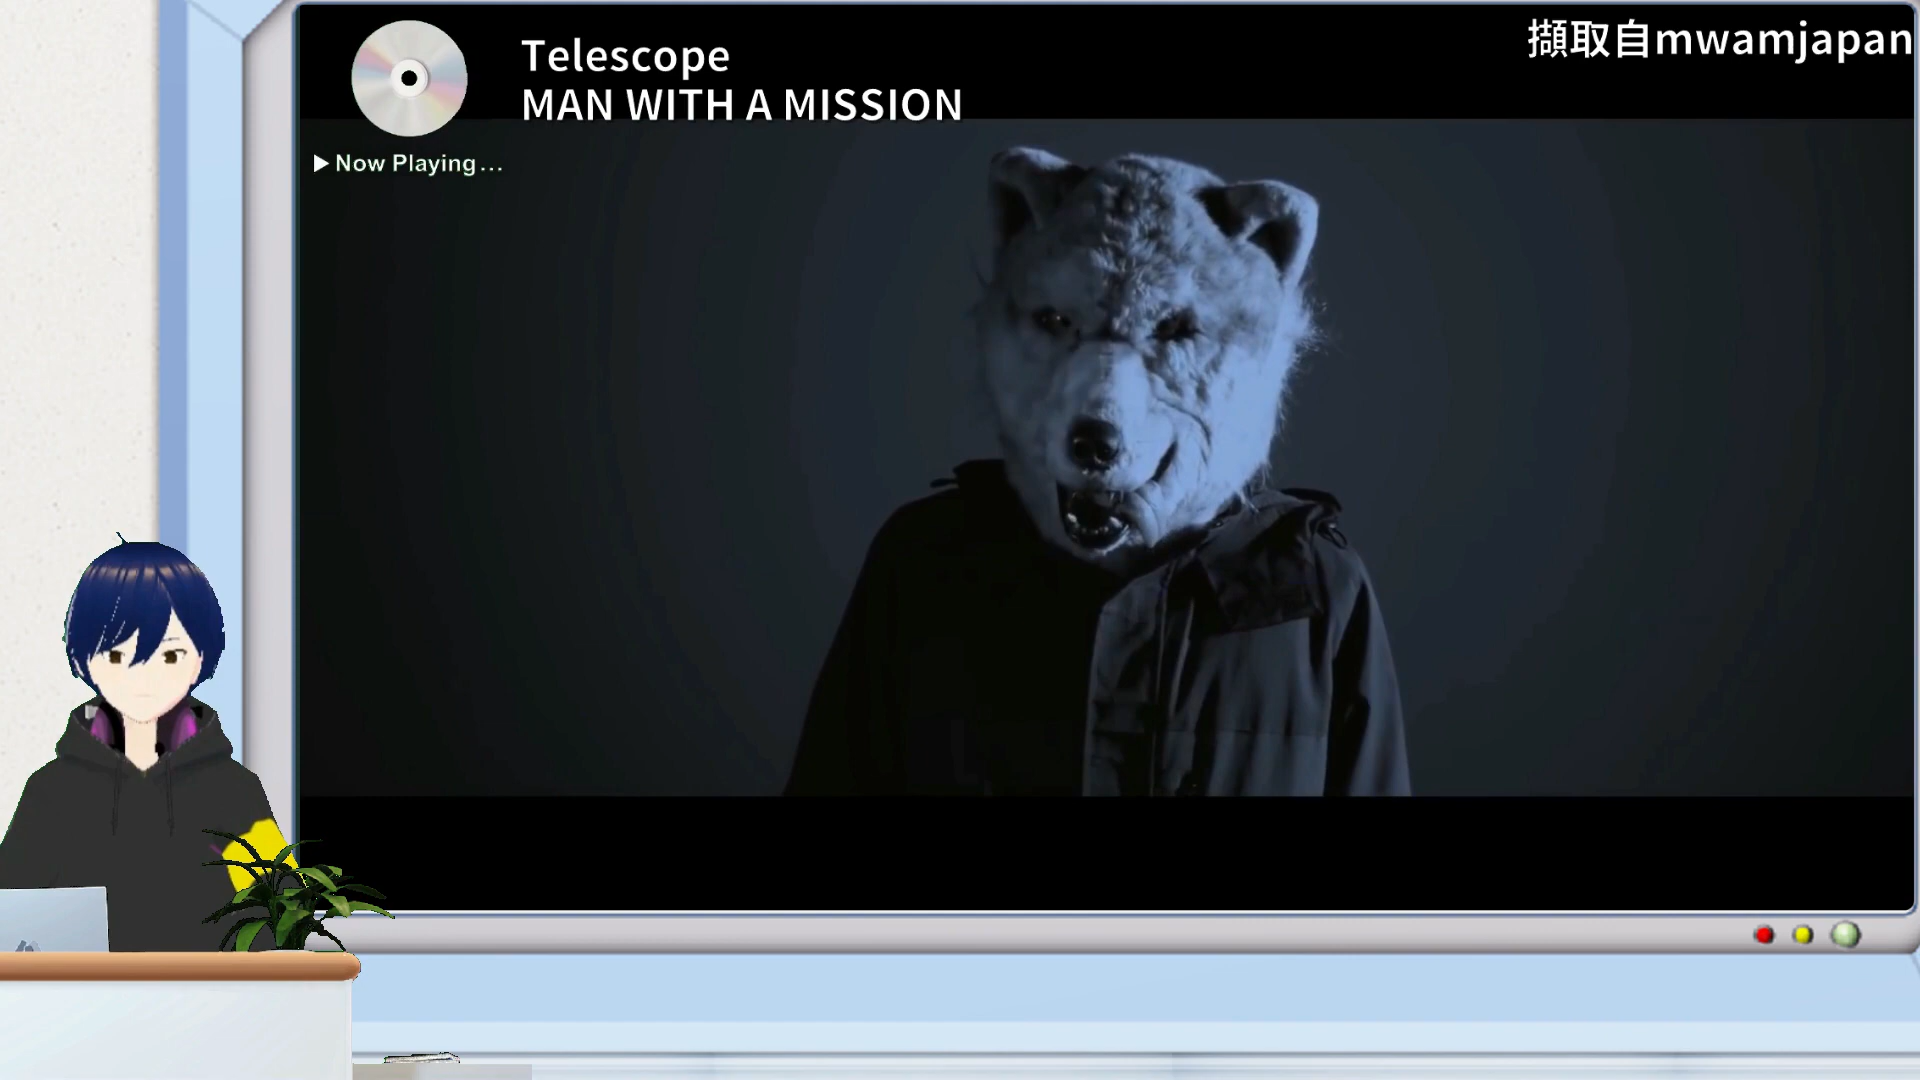 Telescope
MAN WITH A MISSION
擷取自mwamjapan
▶ Now Playing...